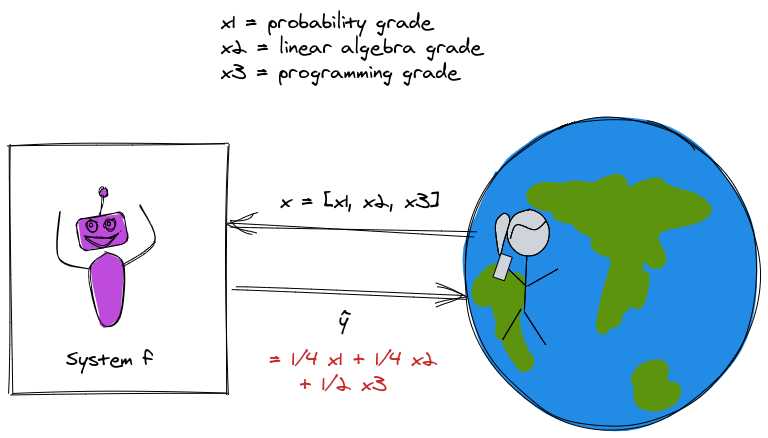 x1 = probability grade
x2 = linear algebra grade
x3 = programming grade
x = [x1, x2, x3]
ỹ
= 1/4 x1 + 1/4 x2
+ 1/2 x3
system f